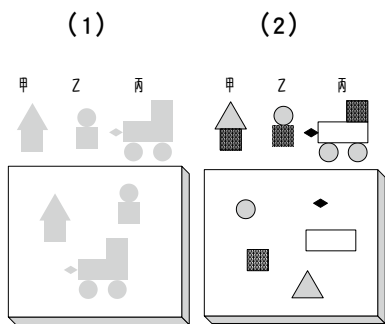 (1)
甲 乙 丙
(2)
甲 乙 丙